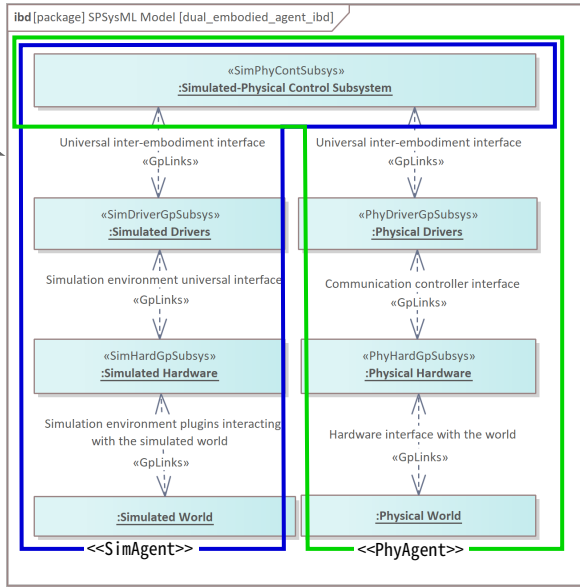 ibd [package] SPSysML Model [dual_embodied_agent_ibd]
«SimPhyContSubsys»
:Simulated-Physical Control Subsystem
Universal inter-embodiment interface
«GpLinks»
Universal inter-embodiment interface
«GpLinks»
«SimDriverGpSubsys»
:Simulated Drivers
«PhyDriverGpSubsys»
:Physical Drivers
Simulation environment universal interface
«GpLinks»
Communication controller interface
«GpLinks»
«SimHardGpSubsys»
:Simulated Hardware
«PhyHardGpSubsys»
:Physical Hardware
Simulation environment plugins interacting
with the simulated world
«GpLinks»
Hardware interface with the world
«GpLinks»
:Simulated World
:Physical World
<<SimAgent>>
<<PhyAgent>>